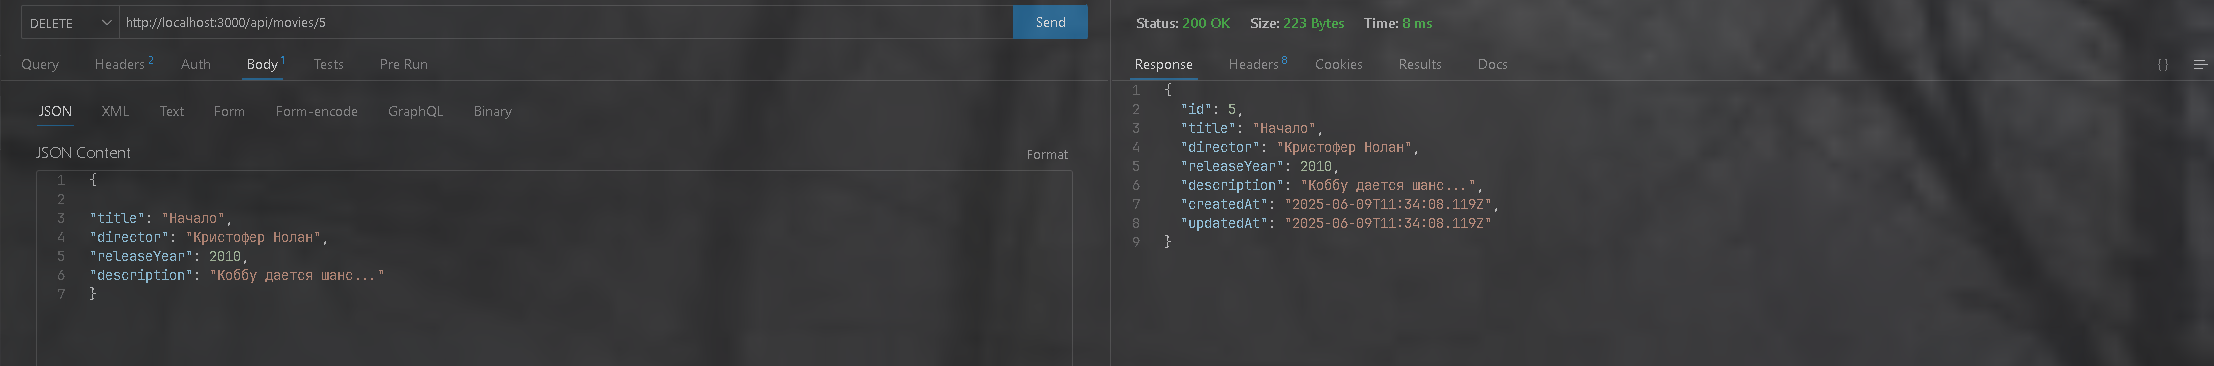 DELETE http://localhost:3000/api/movies/5 Send
Query Headers 2 Auth Body 1 Tests Pre Run
JSON XML Text Form Form-encode GraphQL Binary
JSON Content Format
1 {
2
3 "title": "Начало",
4 "director": "Кристофер Нолан",
5 "releaseYear": 2010,
6 "description": "Коббу дается шанс..."
7 }
Status: 200 OK Size: 223 Bytes Time: 8 ms
Response Headers 8 Cookies Results Docs { }
1 {
2 "id": 5,
3 "title": "Начало",
4 "director": "Кристофер Нолан",
5 "releaseYear": 2010,
6 "description": "Коббу дается шанс...",
7 "createdAt": "2025-06-09T11:34:08.119Z",
8 "updatedAt": "2025-06-09T11:34:08.119Z"
9 }